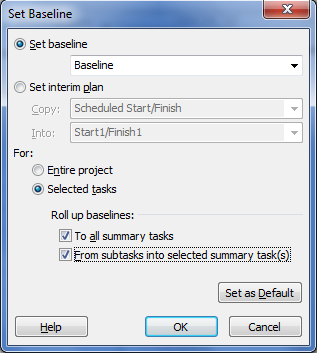 Set Baseline
Set baseline
Baseline
Set interim plan
Copy: Scheduled Start/Finish
Into: Start1/Finish1
For:
Entire project
Selected tasks
Roll up baselines:
To all summary tasks
From subtasks into selected summary task(s)
Set as Default
Help OK Cancel